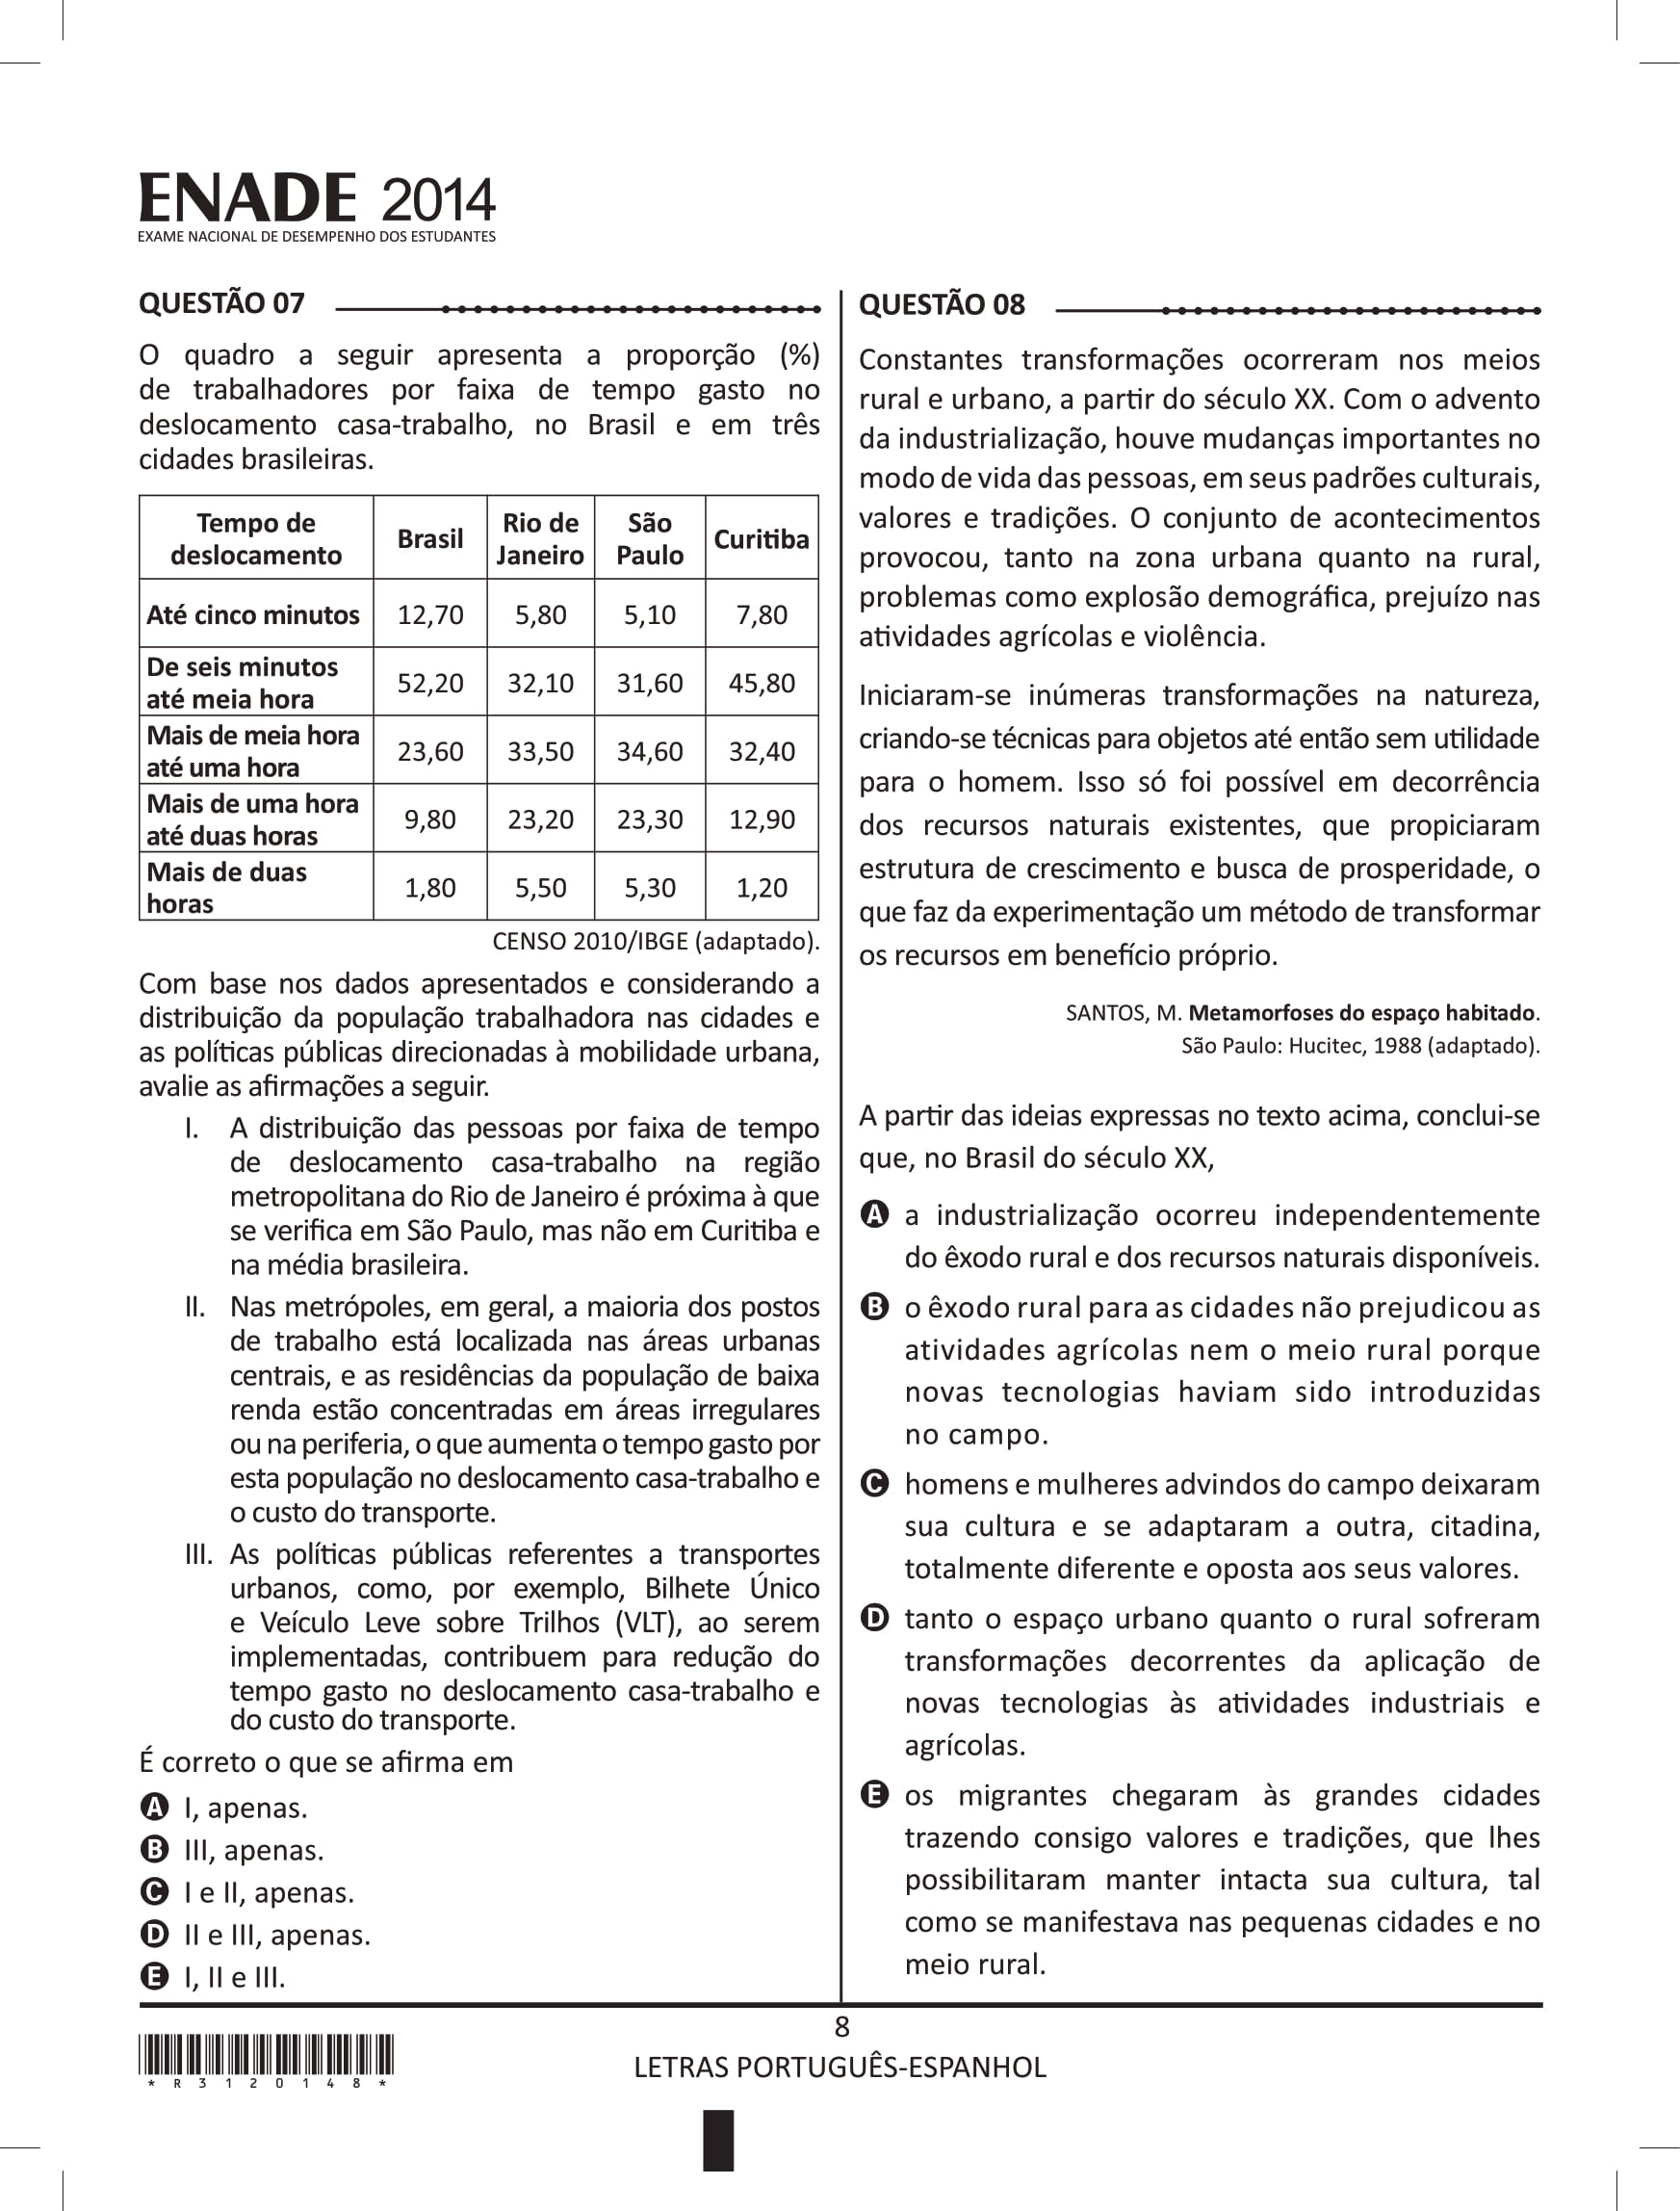 ENADE 2014
EXAME NACIONAL DE DESEMPENHO DOS ESTUDANTES
QUESTÃO 07
O quadro a seguir apresenta a proporção (%)
de trabalhadores por faixa de tempo gasto no
deslocamento casa-trabalho, no Brasil e em três
cidades brasileiras.
Tempo de deslocamento | Brasil | Rio de Janeiro | São Paulo | Curitiba
Até cinco minutos | 12,70 | 5,80 | 5,10 | 7,80
De seis minutos até meia hora | 52,20 | 32,10 | 31,60 | 45,80
Mais de meia hora até uma hora | 23,60 | 33,50 | 34,60 | 32,40
Mais de uma hora até duas horas | 9,80 | 23,20 | 23,30 | 12,90
Mais de duas horas | 1,80 | 5,50 | 5,30 | 1,20
CENSO 2010/IBGE (adaptado).
Com base nos dados apresentados e considerando a
distribuição da população trabalhadora nas cidades e
as políticas públicas direcionadas à mobilidade urbana,
avalie as afirmações a seguir.
I. A distribuição das pessoas por faixa de tempo
de deslocamento casa-trabalho na região
metropolitana do Rio de Janeiro é próxima à que
se verifica em São Paulo, mas não em Curitiba e
na média brasileira.
II. Nas metrópoles, em geral, a maioria dos postos
de trabalho está localizada nas áreas urbanas
centrais, e as residências da população de baixa
renda estão concentradas em áreas irregulares
ou na periferia, o que aumenta o tempo gasto por
esta população no deslocamento casa-trabalho e
o custo do transporte.
III. As políticas públicas referentes a transportes
urbanos, como, por exemplo, Bilhete Único
e Veículo Leve sobre Trilhos (VLT), ao serem
implementadas, contribuem para redução do
tempo gasto no deslocamento casa-trabalho e
do custo do transporte.
É correto o que se afirma em
A I, apenas.
B III, apenas.
C I e II, apenas.
D II e III, apenas.
E I, II e III.
QUESTÃO 08
Constantes transformações ocorreram nos meios
rural e urbano, a partir do século XX. Com o advento
da industrialização, houve mudanças importantes no
modo de vida das pessoas, em seus padrões culturais,
valores e tradições. O conjunto de acontecimentos
provocou, tanto na zona urbana quanto na rural,
problemas como explosão demográfica, prejuízo nas
atividades agrícolas e violência.
Iniciaram-se inúmeras transformações na natureza,
criando-se técnicas para objetos até então sem utilidade
para o homem. Isso só foi possível em decorrência
dos recursos naturais existentes, que propiciaram
estrutura de crescimento e busca de prosperidade, o
que faz da experimentação um método de transformar
os recursos em benefício próprio.
SANTOS, M. Metamorfoses do espaço habitado.
São Paulo: Hucitec, 1988 (adaptado).
A partir das ideias expressas no texto acima, conclui-se
que, no Brasil do século XX,
A a industrialização ocorreu independentemente
do êxodo rural e dos recursos naturais disponíveis.
B o êxodo rural para as cidades não prejudicou as
atividades agrícolas nem o meio rural porque
novas tecnologias haviam sido introduzidas
no campo.
C homens e mulheres advindos do campo deixaram
sua cultura e se adaptaram a outra, citadina,
totalmente diferente e oposta aos seus valores.
D tanto o espaço urbano quanto o rural sofreram
transformações decorrentes da aplicação de
novas tecnologias às atividades industriais e
agrícolas.
E os migrantes chegaram às grandes cidades
trazendo consigo valores e tradições, que lhes
possibilitaram manter intacta sua cultura, tal
como se manifestava nas pequenas cidades e no
meio rural.
8
LETRAS PORTUGUÊS-ESPANHOL
* R 3 1 2 0 1 4 8 *